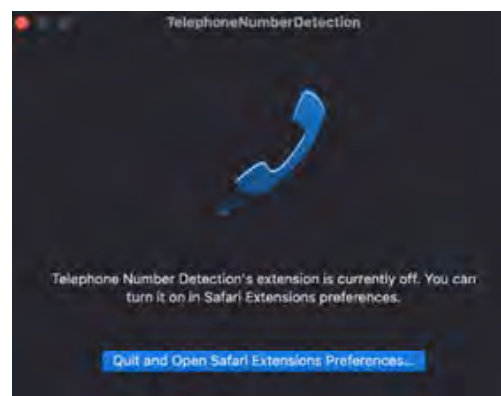 TelephoneNumberDetection
Telephone Number Detection's extension is currently off. You can
turn it on in Safari Extensions preferences.
Quit and Open Safari Extensions Preferences...